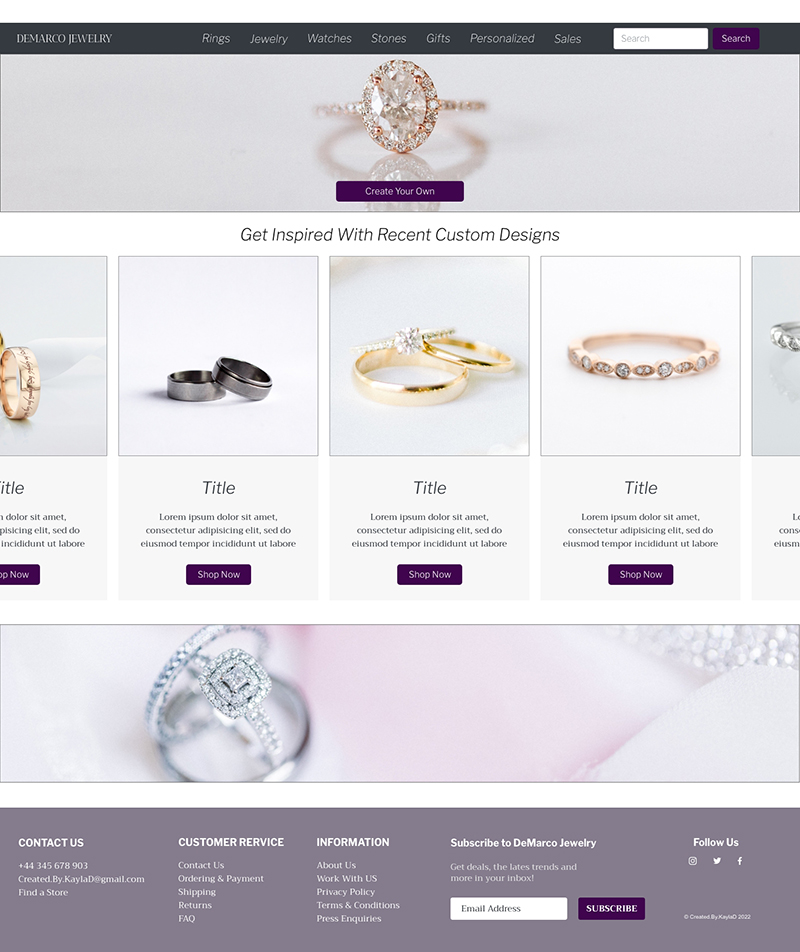 DEMARCO JEWELRY
Rings Jewelry Watches Stones Gifts Personalized Sales Search Search
Create Your Own
Get Inspired With Recent Custom Designs
itle
Title
Title
Title
dolor sit amet,
Lorem ipsum dolor sit amet,
Lorem ipsum dolor sit amet,
Lorem ipsum dolor sit amet,
L
pisicing elit, sed do
consectetur adipisicing elit, sed do
consectetur adipisicing elit, sed do
consectetur adipisicing elit, sed do
conse
incididunt ut labore
eiusmod tempor incididunt ut labore
eiusmod tempor incididunt ut labore
eiusmod tempor incididunt ut labore
eiusm
op Now
Shop Now
Shop Now
Shop Now
CONTACT US
+44 345 678 903
Created.By.KaylaD@gmail.com
Find a Store
CUSTOMER RERVICE
Contact Us
Ordering & Payment
Shipping
Returns
FAQ
INFORMATION
About Us
Work With US
Privacy Policy
Terms & Conditions
Press Enquiries
Subscribe to DeMarco Jewelry
Get deals, the lates trends and
more in your inbox!
Email Address
SUBSCRIBE
Follow Us
© Created.By.KaylaD 2022